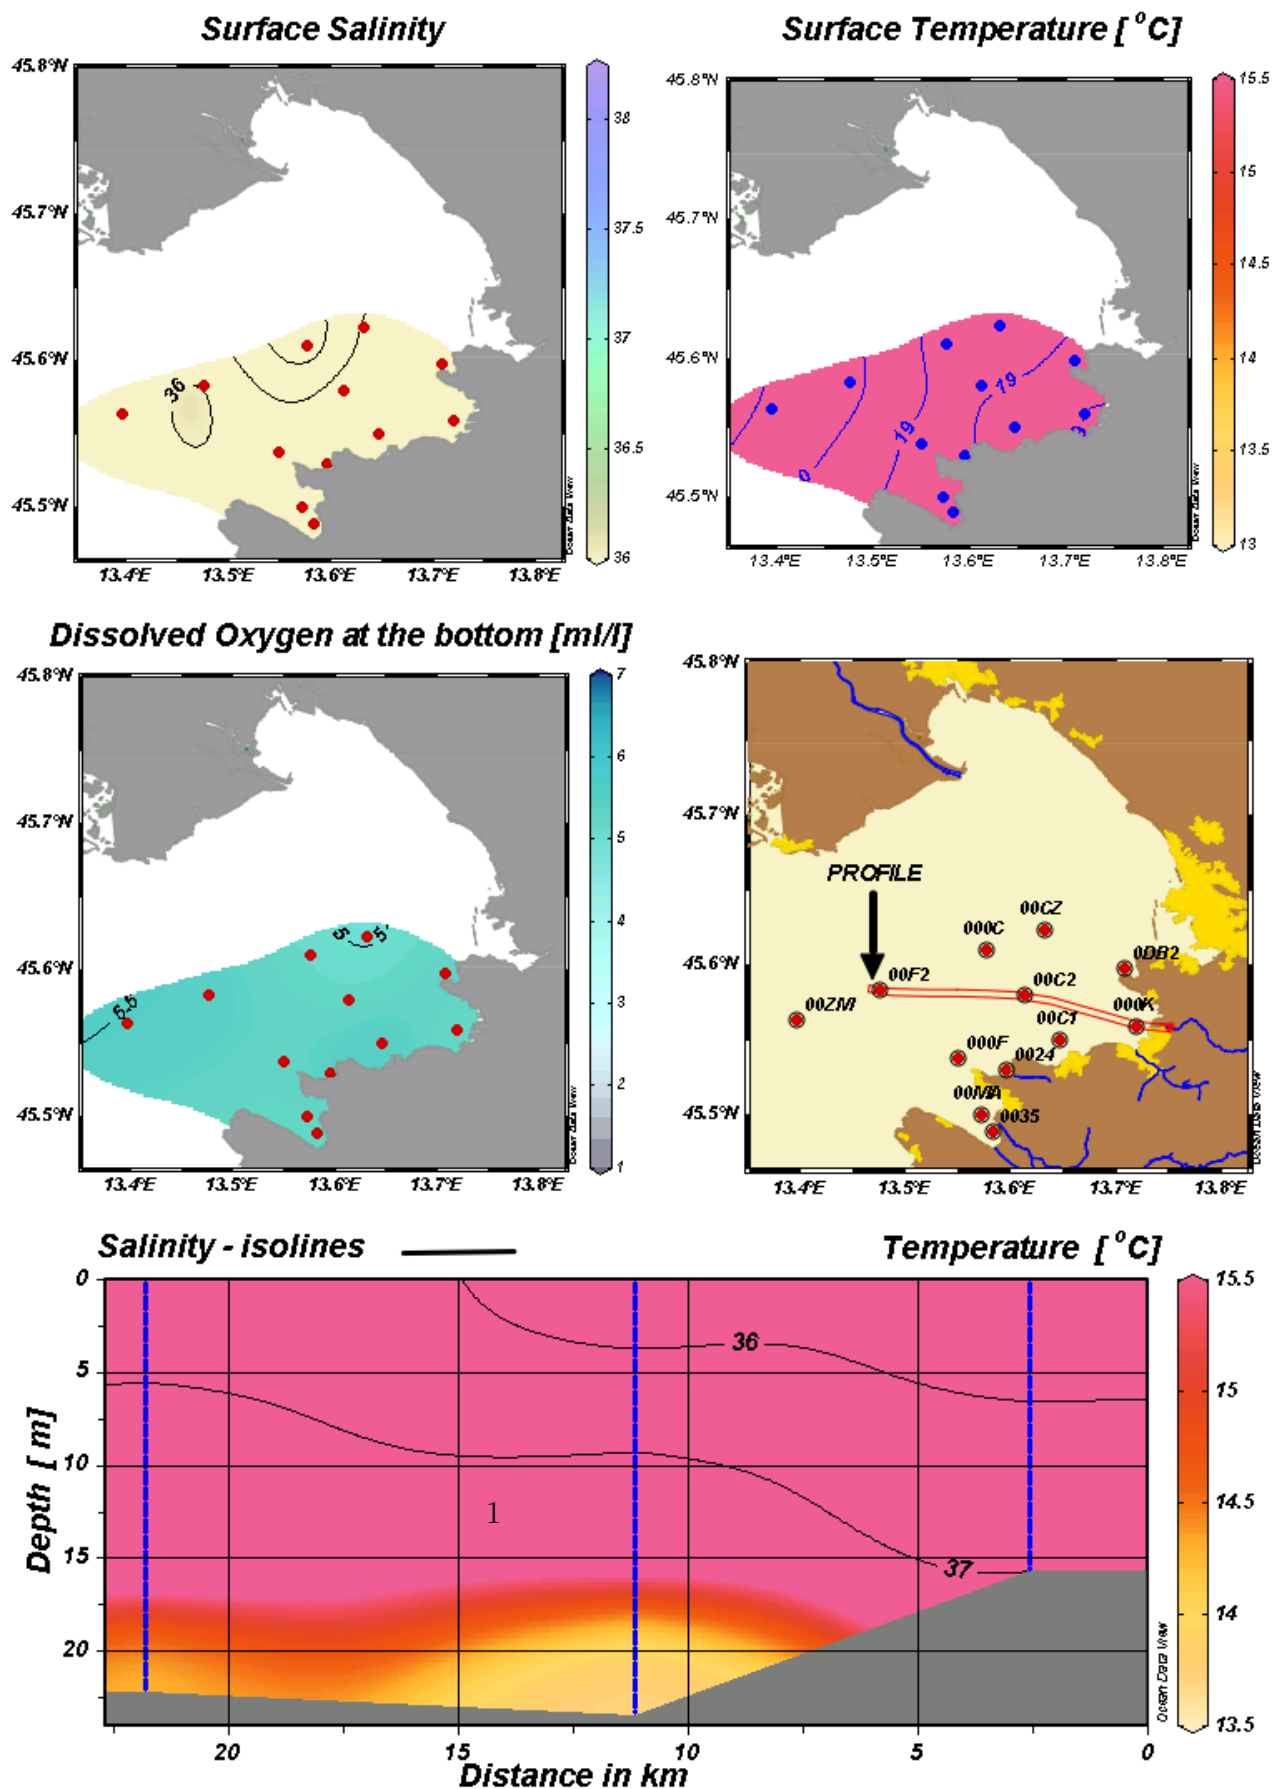 Surface Salinity
45.8°N
45.7°N
45.6°N
45.5°N
36
13.4°E 13.5°E 13.6°E 13.7°E 13.8°E
Ocean Data View
38
37.5
37
36.5
36
Surface Temperature [ °C]
45.8°N
45.7°N
45.6°N
45.5°N
19
19
13.4°E 13.5°E 13.6°E 13.7°E 13.8°E
Ocean Data View
15.5
15
14.5
14
13.5
13
Dissolved Oxygen at the bottom [ml/l]
45.8°N
45.7°N
45.6°N
45.5°N
5 5
13.4°E 13.5°E 13.6°E 13.7°E 13.8°E
Ocean Data View
7
6
5
4
3
2
1
45.8°N
45.7°N
45.6°N
45.5°N
PROFILE
00CZ
000C
0DB2
00F2
00C2
00ZM
000K
00C1
000F
0024
00MA
0035
13.4°E 13.5°E 13.6°E 13.7°E 13.8°E
Ocean Data View
Salinity - isolines
Temperature [ °C]
0
5
10
15
20
Depth [ m]
36
1
37
20 15 10 5 0
Distance in km
Ocean Data View
15.5
15
14.5
14
13.5